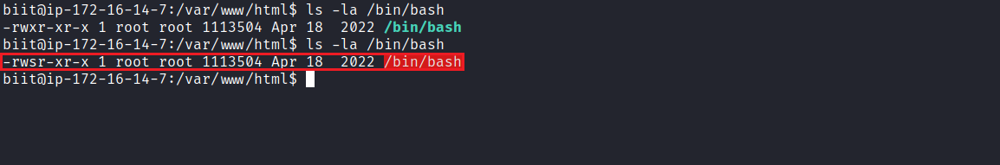 biit@ip-172-16-14-7:/var/www/html$ ls -la /bin/bash
-rwxr-xr-x 1 root root 1113504 Apr 18  2022 /bin/bash
biit@ip-172-16-14-7:/var/www/html$ ls -la /bin/bash
-rwsr-xr-x 1 root root 1113504 Apr 18  2022 /bin/bash
biit@ip-172-16-14-7:/var/www/html$